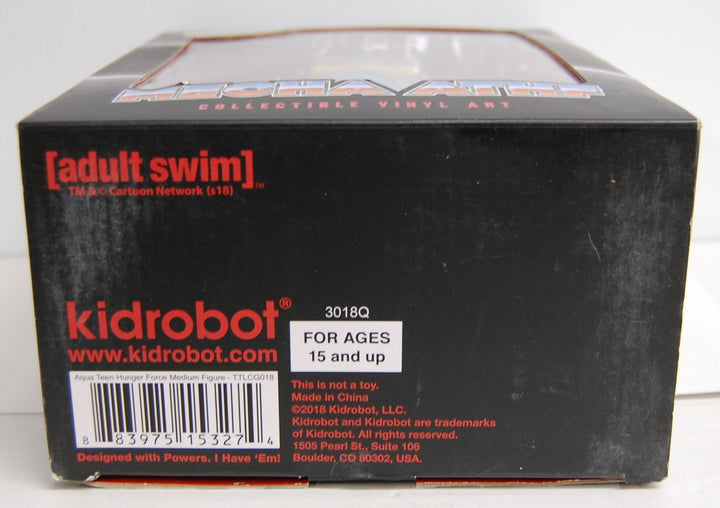 MECHA ATHF
COLLECTIBLE VINYL ART
[adult swim]™
TM & © Cartoon Network (s18)
kidrobot®
www.kidrobot.com
3018Q
FOR AGES
15 and up
Aqua Teen Hunger Force Medium Figure - TTLCG018
8 83975 15327 4
Designed with Powers. I Have 'Em!
This is not a toy.
Made in China
©2018 Kidrobot, LLC.
Kidrobot and Kidrobot are trademarks
of Kidrobot. All rights reserved.
1505 Pearl St., Suite 106
Boulder, CO 80302, USA.